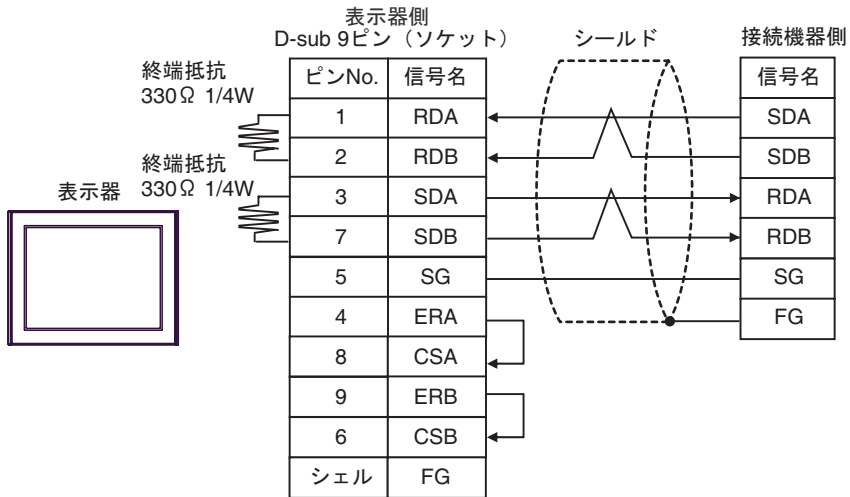 表示器側
D-sub 9ピン（ソケット）
シールド
接続機器側
終端抵抗
330Ω 1/4W
終端抵抗
330Ω 1/4W
表示器
ピンNo. 信号名
1 RDA
2 RDB
3 SDA
7 SDB
5 SG
4 ERA
8 CSA
9 ERB
6 CSB
シェル FG
信号名
SDA
SDB
RDA
RDB
SG
FG